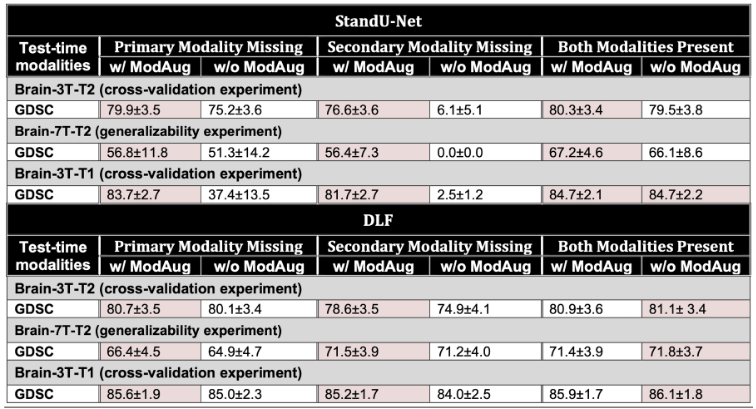 StandU-Net
Test-time modalities Primary Modality Missing Secondary Modality Missing Both Modalities Present
w/ ModAug w/o ModAug w/ ModAug w/o ModAug w/ ModAug w/o ModAug
Brain-3T-T2 (cross-validation experiment)
GDSC 79.9±3.5 75.2±3.6 76.6±3.6 6.1±5.1 80.3±3.4 79.5±3.8
Brain-7T-T2 (generalizability experiment)
GDSC 56.8±11.8 51.3±14.2 56.4±7.3 0.0±0.0 67.2±4.6 66.1±8.6
Brain-3T-T1 (cross-validation experiment)
GDSC 83.7±2.7 37.4±13.5 81.7±2.7 2.5±1.2 84.7±2.1 84.7±2.2
DLF
Test-time modalities Primary Modality Missing Secondary Modality Missing Both Modalities Present
w/ ModAug w/o ModAug w/ ModAug w/o ModAug w/ ModAug w/o ModAug
Brain-3T-T2 (cross-validation experiment)
GDSC 80.7±3.5 80.1±3.4 78.6±3.5 74.9±4.1 80.9±3.6 81.1± 3.4
Brain-7T-T2 (generalizability experiment)
GDSC 66.4±4.5 64.9±4.7 71.5±3.9 71.2±4.0 71.4±3.9 71.8±3.7
Brain-3T-T1 (cross-validation experiment)
GDSC 85.6±1.9 85.0±2.3 85.2±1.7 84.0±2.5 85.9±1.7 86.1±1.8